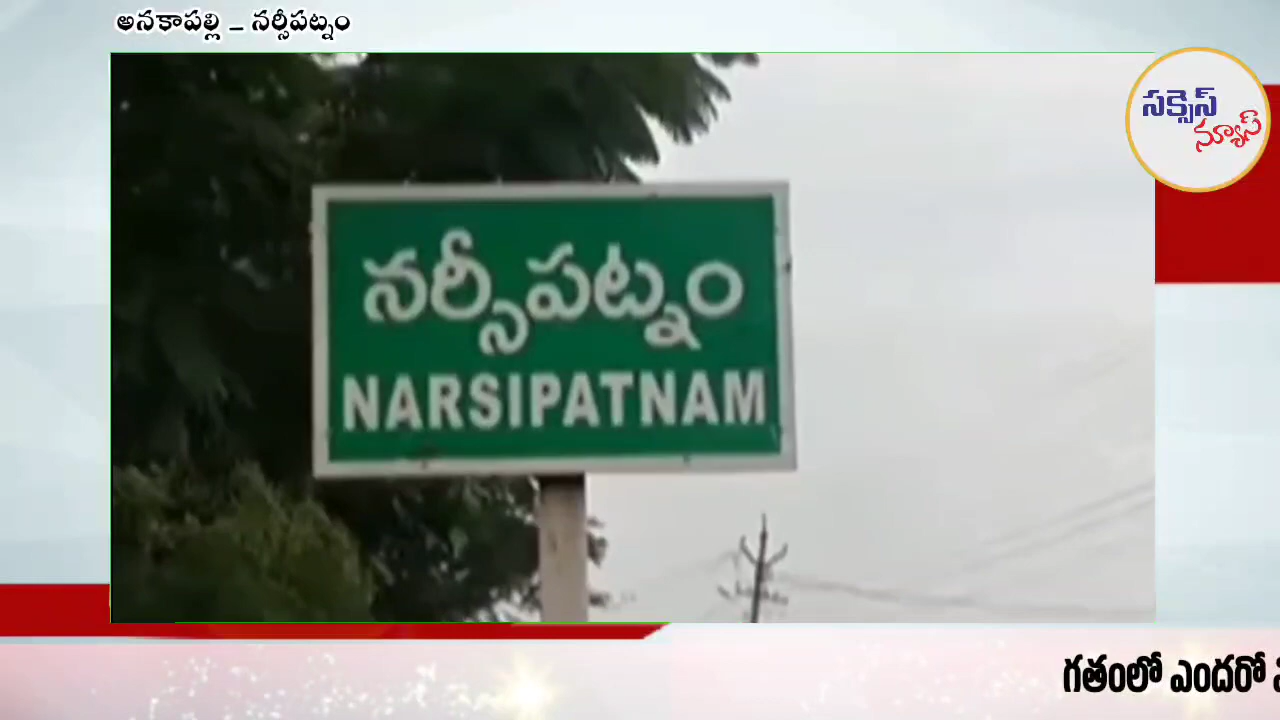 అనకాపల్లి – నర్సీపట్నం
సక్సెస్
న్యూస్
నర్సీపట్నం
NARSIPATNAM
గతంలో ఎందరో